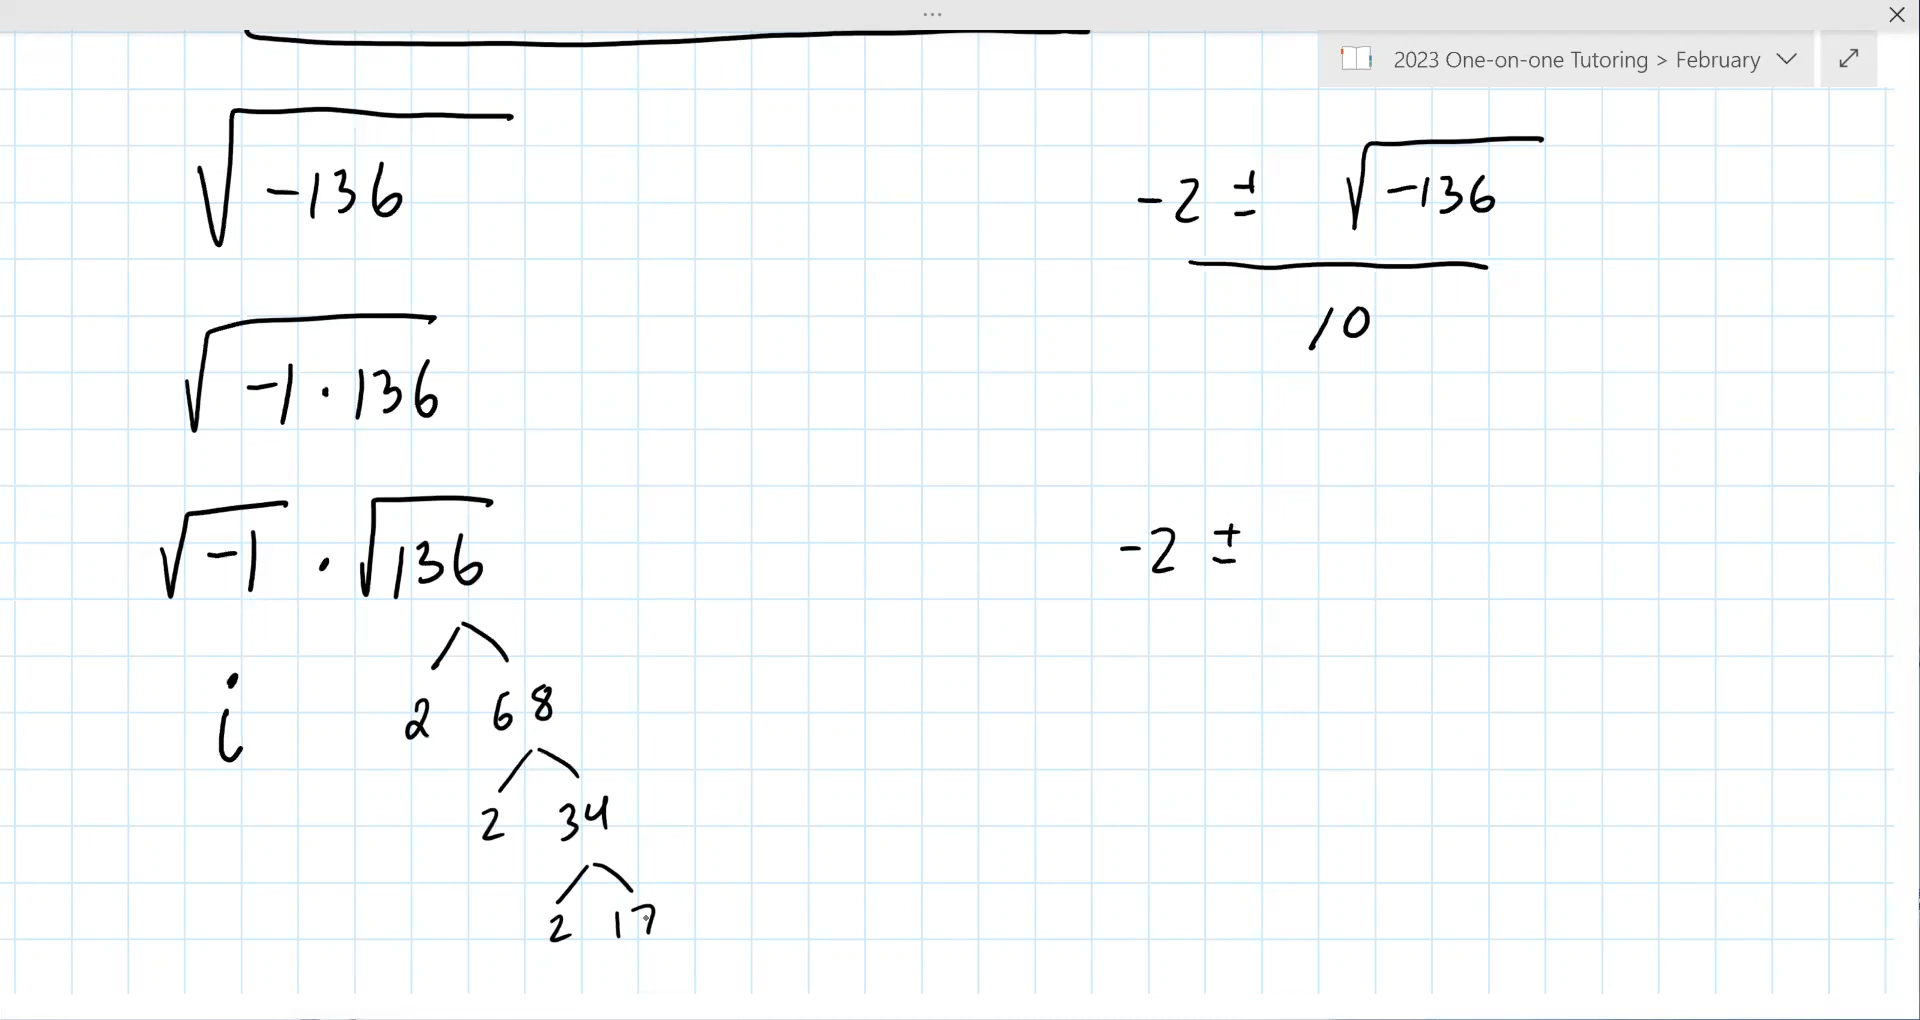 ...
2023 One-on-one Tutoring > February
√-136
√-1 · 136
√-1 · √136
i
2 68
2 34
2 17
-2 ± √-136
10
-2 ±